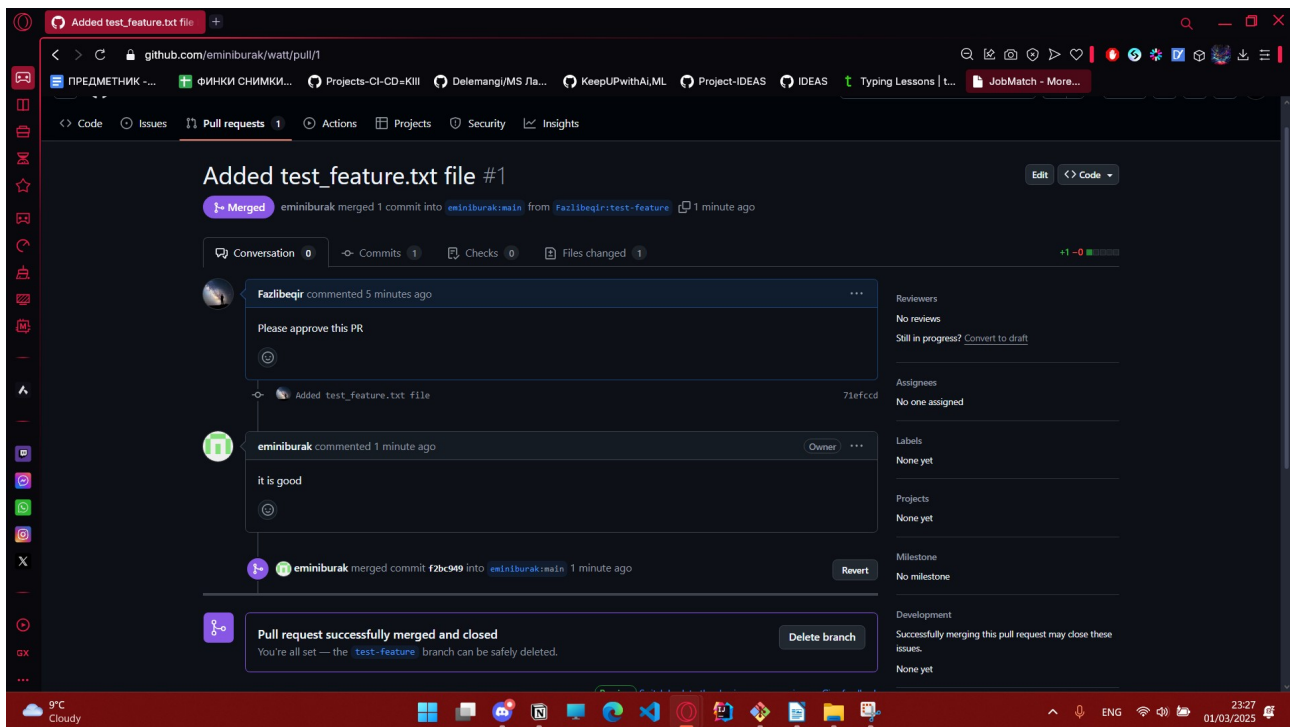 Added test_feature.txt file
github.com/eminiburak/watt/pull/1
ПРЕДМЕТНИК -...
ФИНКИ СНИМКИ...
Projects-CI-CD=KIII
Delemangi/MS Ла...
KeepUPwithAi,ML
Project-IDEAS
IDEAS
Typing Lessons | t...
JobMatch - More...
Code
Issues
Pull requests 1
Actions
Projects
Security
Insights
Added test_feature.txt file #1
Edit
Code
Merged
eminiburak merged 1 commit into eminiburak:main from Fazlibeqir:test-feature 1 minute ago
Conversation 0
Commits 1
Checks 0
Files changed 1
+1 −0
Fazlibeqir commented 5 minutes ago
Please approve this PR
Added test_feature.txt file
71efccd
eminiburak commented 1 minute ago
Owner
it is good
eminiburak merged commit f2bc949 into eminiburak:main 1 minute ago
Revert
Pull request successfully merged and closed
You're all set — the test-feature branch can be safely deleted.
Delete branch
Reviewers
No reviews
Still in progress? Convert to draft
Assignees
No one assigned
Labels
None yet
Projects
None yet
Milestone
No milestone
Development
Successfully merging this pull request may close these
issues.
None yet
GX
9°C
Cloudy
ENG
23:27
01/03/2025